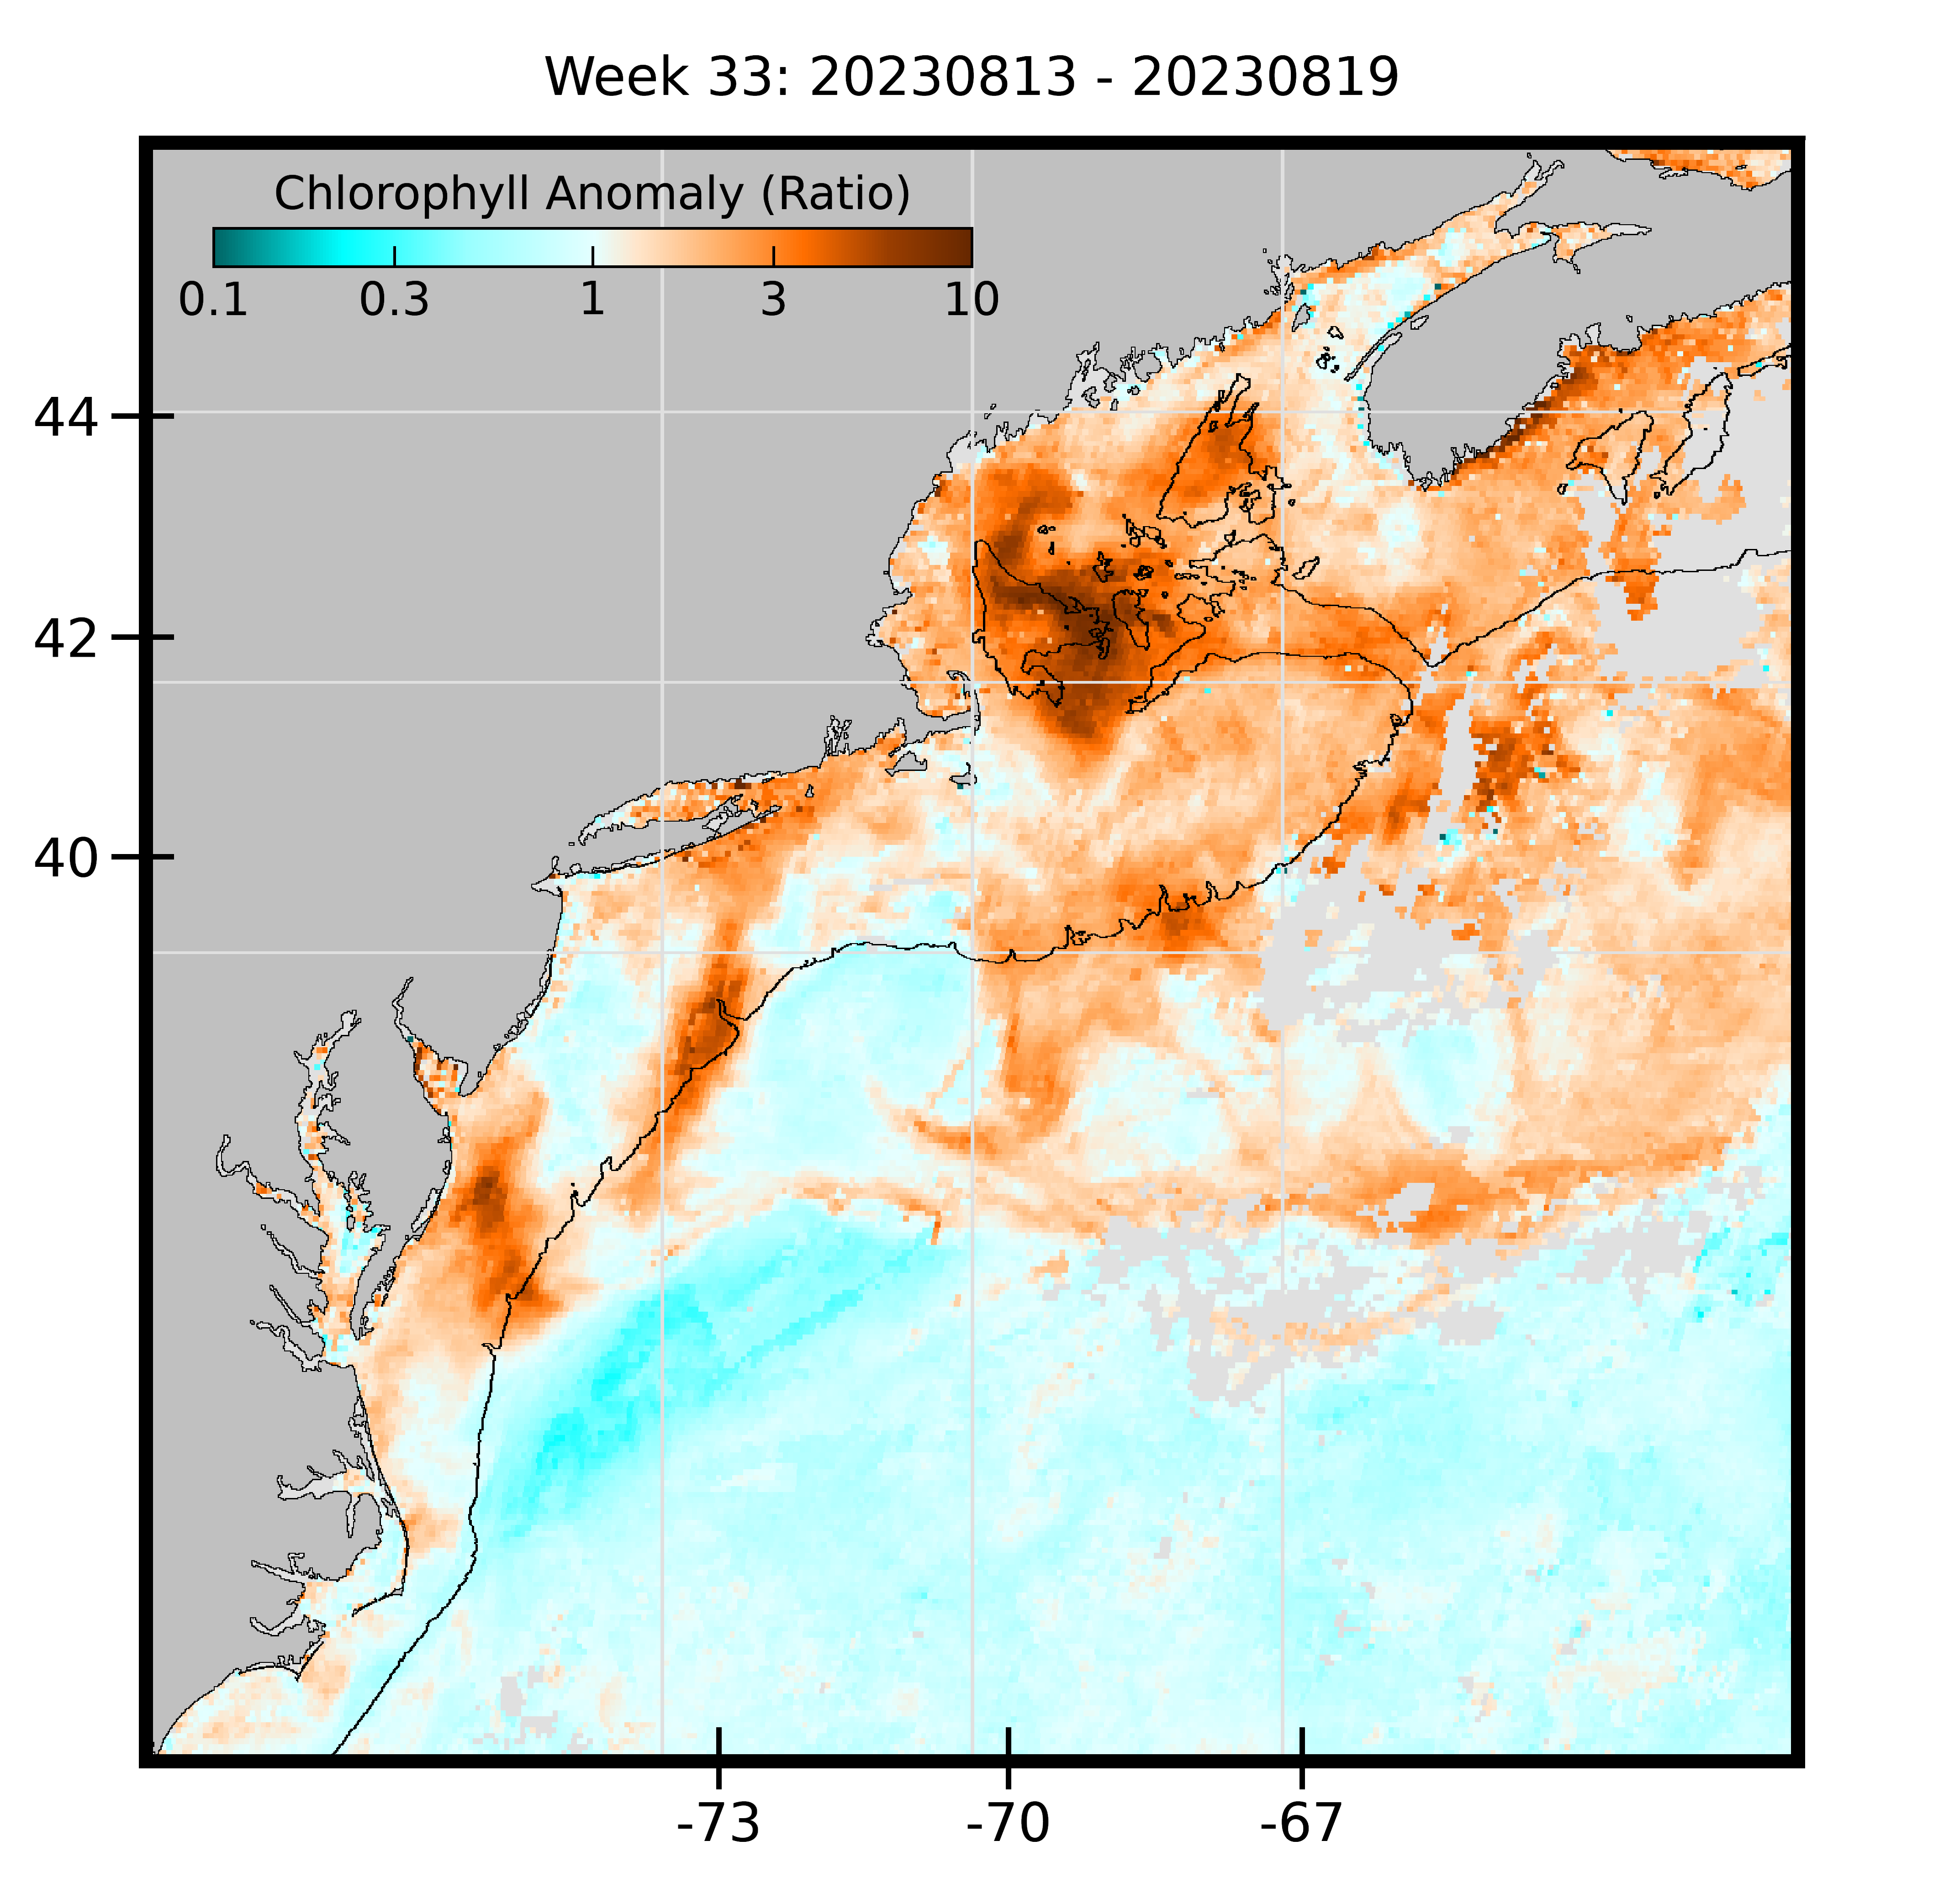 Week 33: 20230813 - 20230819
Chlorophyll Anomaly (Ratio)
0.1 0.3 1 3 10
44
42
40
-73 -70 -67